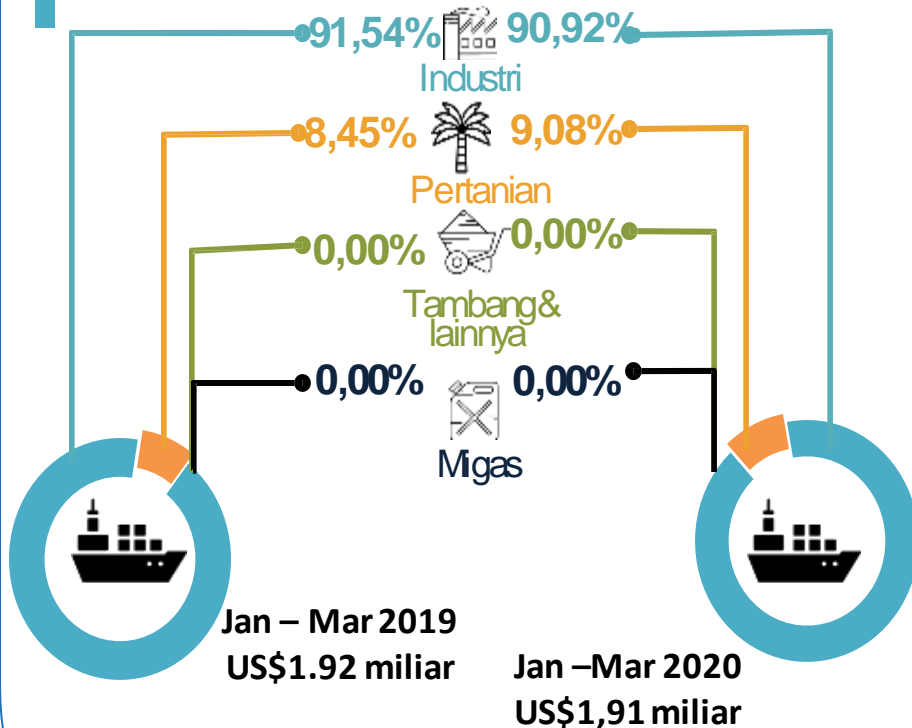 91,54% 90,92%
Industri
8,45% 9,08%
Pertanian
0,00% 0,00%
Tambang &
lainnya
0,00% 0,00%
Migas
Jan – Mar 2019
US$1.92 miliar
Jan –Mar 2020
US$1,91 miliar